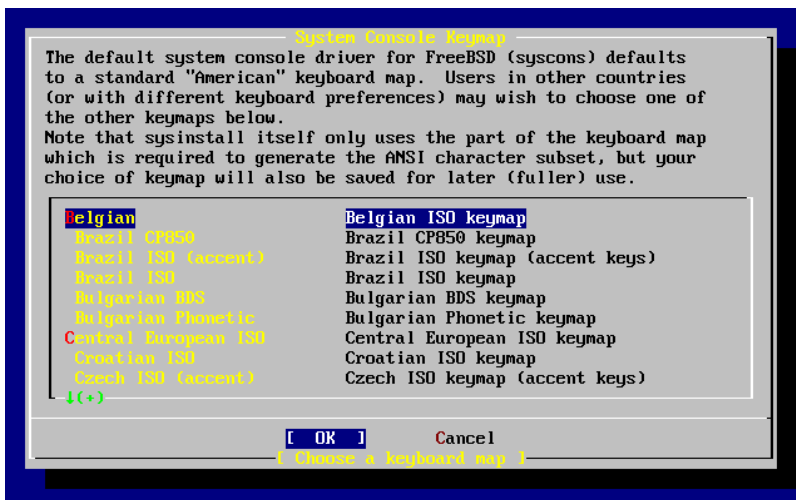 System Console Keymap
The default system console driver for FreeBSD (syscons) defaults
to a standard "American" keyboard map.  Users in other countries
(or with different keyboard preferences) may wish to choose one of
the other keymaps below.
Note that sysinstall itself only uses the part of the keyboard map
which is required to generate the ANSI character subset, but your
choice of keymap will also be saved for later (fuller) use.
Belgian Belgian ISO keymap
Brazil CP850 Brazil CP850 keymap
Brazil ISO (accent) Brazil ISO keymap (accent keys)
Brazil ISO Brazil ISO keymap
Bulgarian BDS Bulgarian BDS keymap
Bulgarian Phonetic Bulgarian Phonetic keymap
Central European ISO Central European ISO keymap
Croatian ISO Croatian ISO keymap
Czech ISO (accent) Czech ISO keymap (accent keys)
↓(+)
[ OK ] Cancel
[ Choose a keyboard map ]